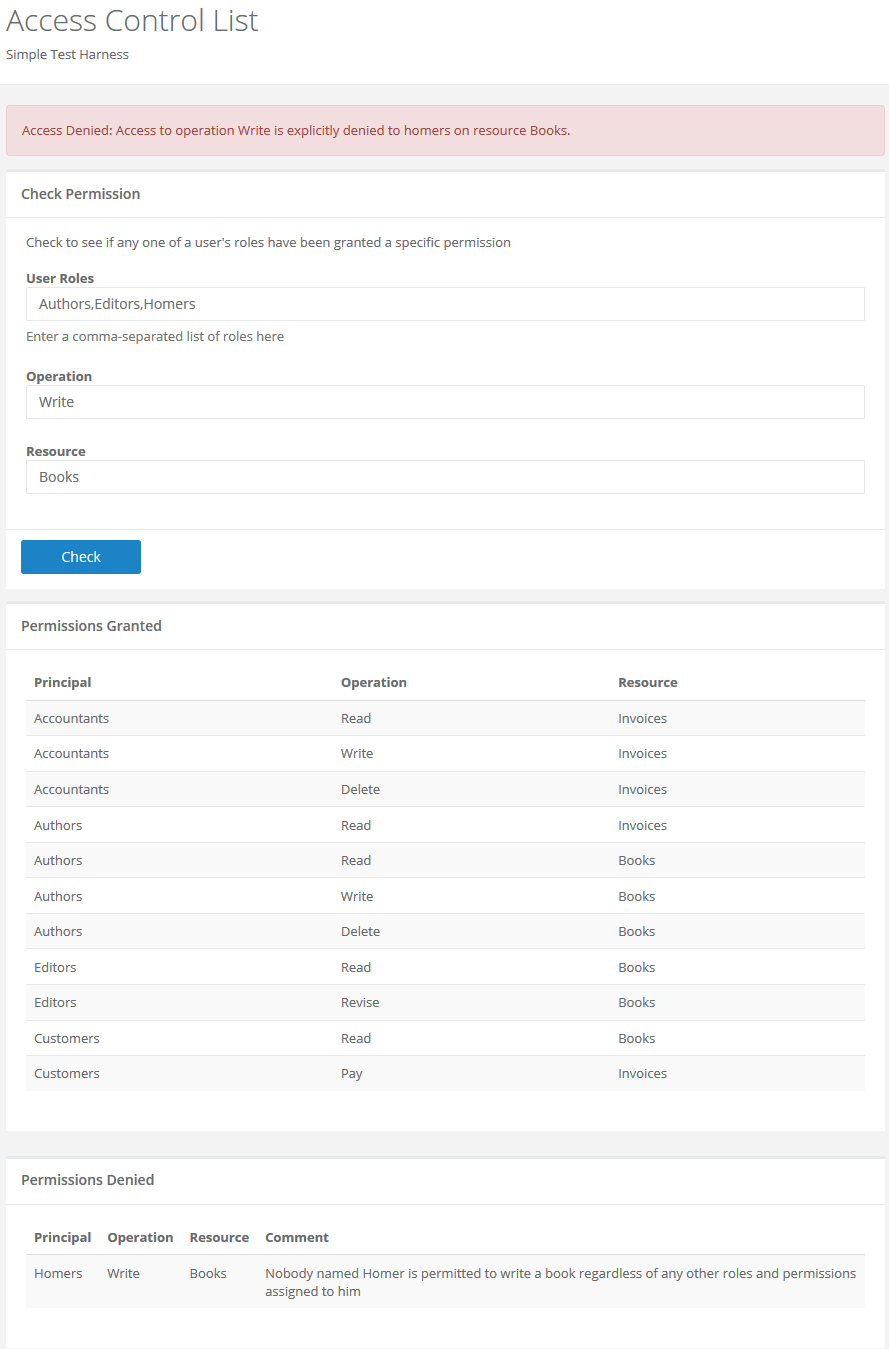 Access Control List
Simple Test Harness
Access Denied: Access to operation Write is explicitly denied to homers on resource Books.
Check Permission
Check to see if any one of a user's roles have been granted a specific permission
User Roles
Authors,Editors,Homers
Enter a comma-separated list of roles here
Operation
Write
Resource
Books
Check
Permissions Granted
Principal Operation Resource
Accountants Read Invoices
Accountants Write Invoices
Accountants Delete Invoices
Authors Read Invoices
Authors Read Books
Authors Write Books
Authors Delete Books
Editors Read Books
Editors Revise Books
Customers Read Books
Customers Pay Invoices
Permissions Denied
Principal Operation Resource Comment
Homers Write Books Nobody named Homer is permitted to write a book regardless of any other roles and permissions
assigned to him